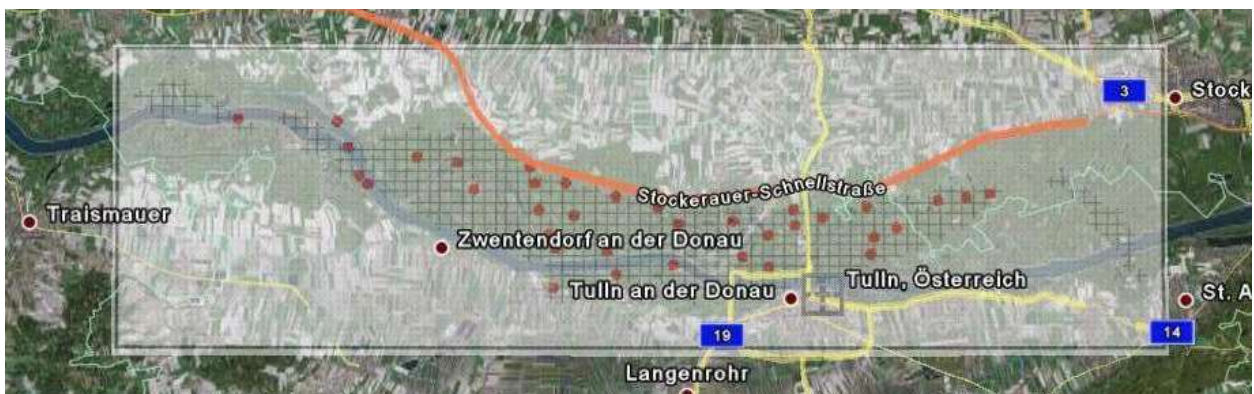 3
Stock
Stockerauer-Schnellstraße
Traismauer
Zwentendorf an der Donau
Tulln, Österreich
Tulln an der Donau
St. A
19
14
Langenrohr